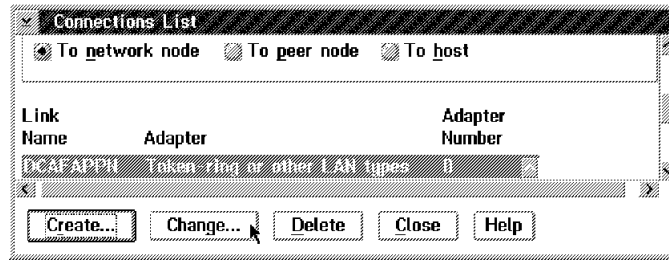 Connections List
To network node To peer node To host
Link Adapter
Name Adapter Number
DCAFAPPN Token-ring or other LAN types 0
Create... Change... Delete Close Help